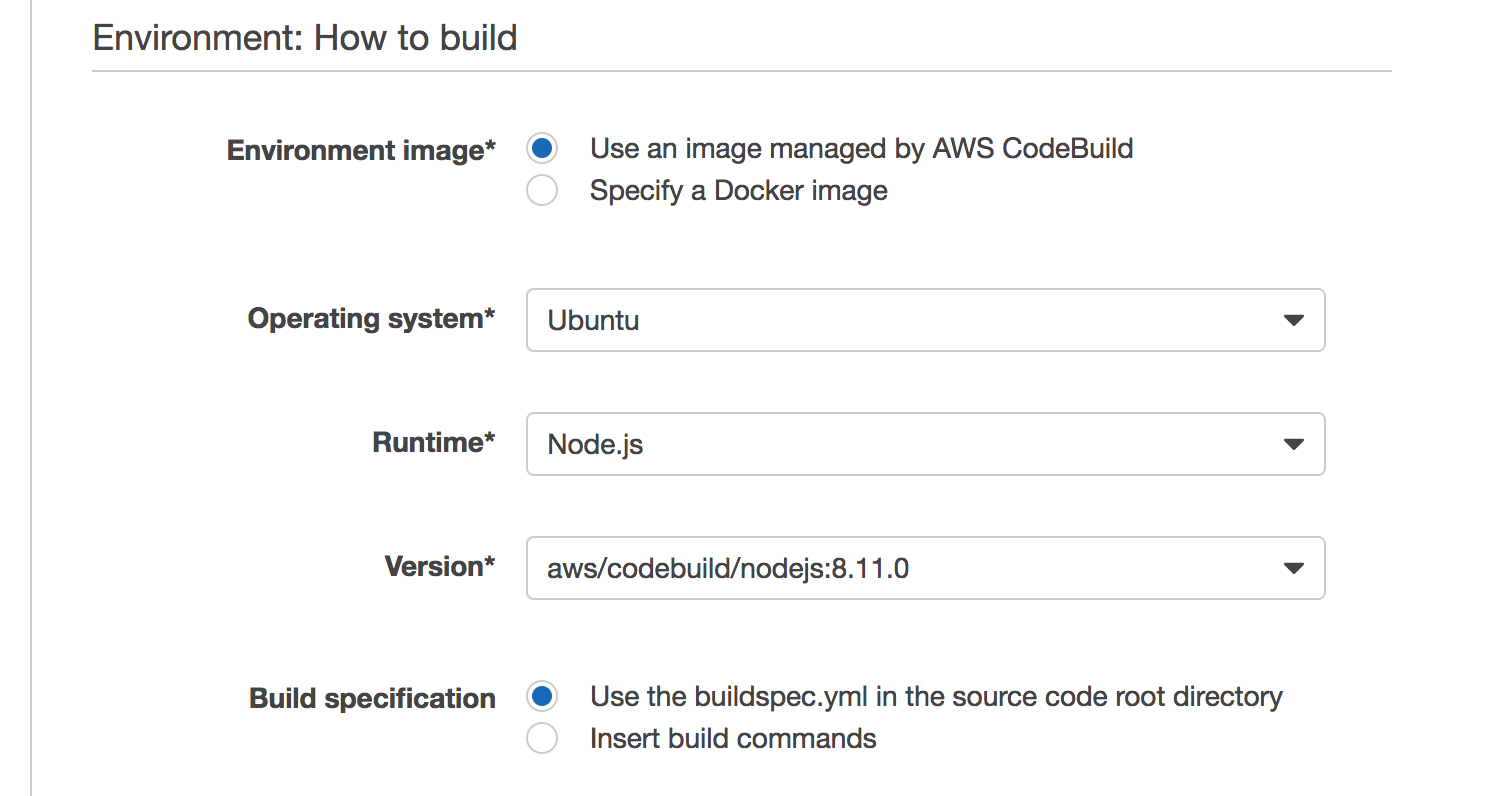 Environment: How to build
Environment image* Use an image managed by AWS CodeBuild
Specify a Docker image
Operating system* Ubuntu
Runtime* Node.js
Version* aws/codebuild/nodejs:8.11.0
Build specification Use the buildspec.yml in the source code root directory
Insert build commands